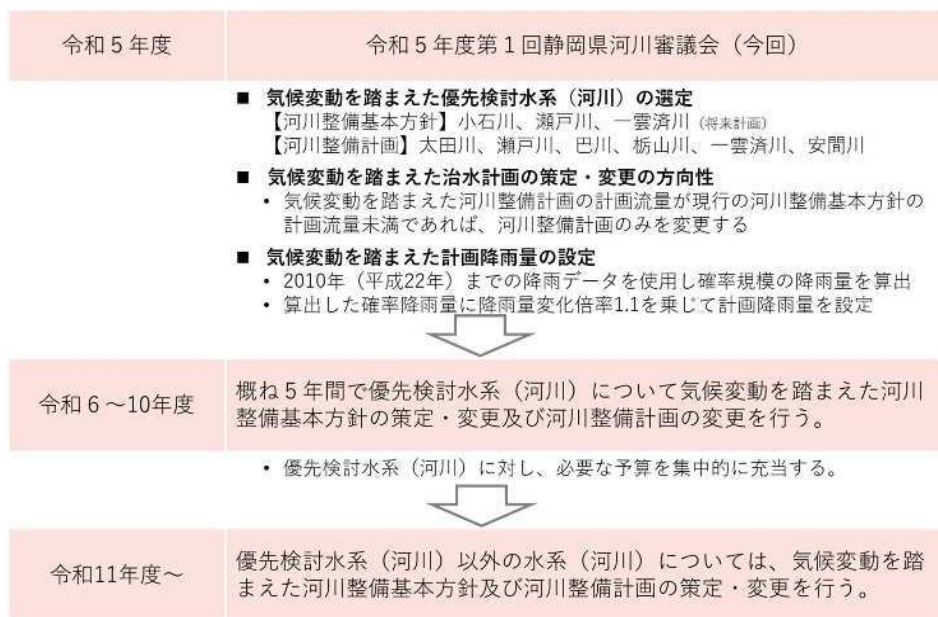 令和５年度
令和５年度第１回静岡県河川審議会（今回）
■ 気候変動を踏まえた優先検討水系（河川）の選定
【河川整備基本方針】小石川、瀬戸川、一雲済川（将来計画）
【河川整備計画】太田川、瀬戸川、巴川、栃山川、一雲済川、安間川
■ 気候変動を踏まえた治水計画の策定・変更の方向性
• 気候変動を踏まえた河川整備計画の計画流量が現行の河川整備基本方針の
計画流量未満であれば、河川整備計画のみを変更する
■ 気候変動を踏まえた計画降雨量の設定
• 2010年（平成22年）までの降雨データを使用し確率規模の降雨量を算出
• 算出した確率降雨量に降雨量変化倍率1.1を乗じて計画降雨量を設定
令和６～10年度
概ね５年間で優先検討水系（河川）について気候変動を踏まえた河川
整備基本方針の策定・変更及び河川整備計画の変更を行う。
• 優先検討水系（河川）に対し、必要な予算を集中的に充当する。
令和11年度～
優先検討水系（河川）以外の水系（河川）については、気候変動を踏
まえた河川整備基本方針及び河川整備計画の策定・変更を行う。